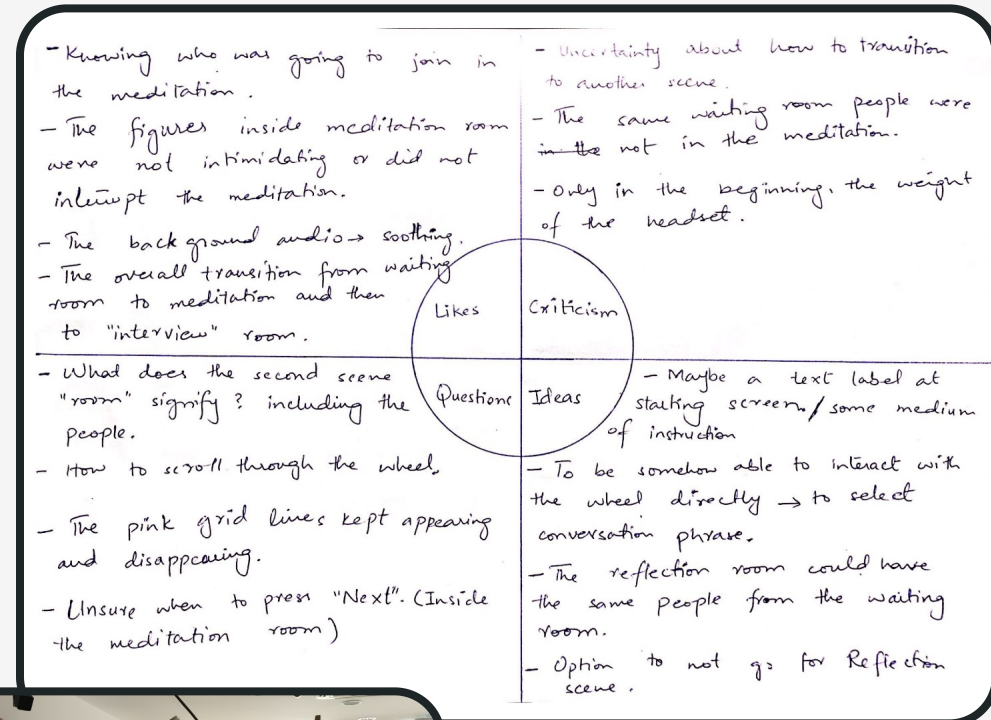 - Knowing who was going to join in
the meditation.
- The figures inside meditation room
were not intimidating or did not
interrupt the meditation.
- The background audio → soothing.
- The overall transition from waiting
room to meditation and then
to "interview" room.
Likes
- Uncertainty about how to transition
to another scene.
- The same waiting room people were
in the not in the meditation.
- Only in the beginning, the weight
of the headset.
Criticism
- What does the second scene
"room" signify? including the
people.
- How to scroll through the wheel.
- The pink grid lines kept appearing
and disappearing.
- Unsure when to press "Next". (Inside
the meditation room)
Questions
Ideas
- Maybe a text label at
starting screen / some medium
of instruction
- To be somehow able to interact with
the wheel directly → to select
conversation phrase.
- The reflection room could have
the same people from the waiting
room.
- Option to not go for Reflection
scene.